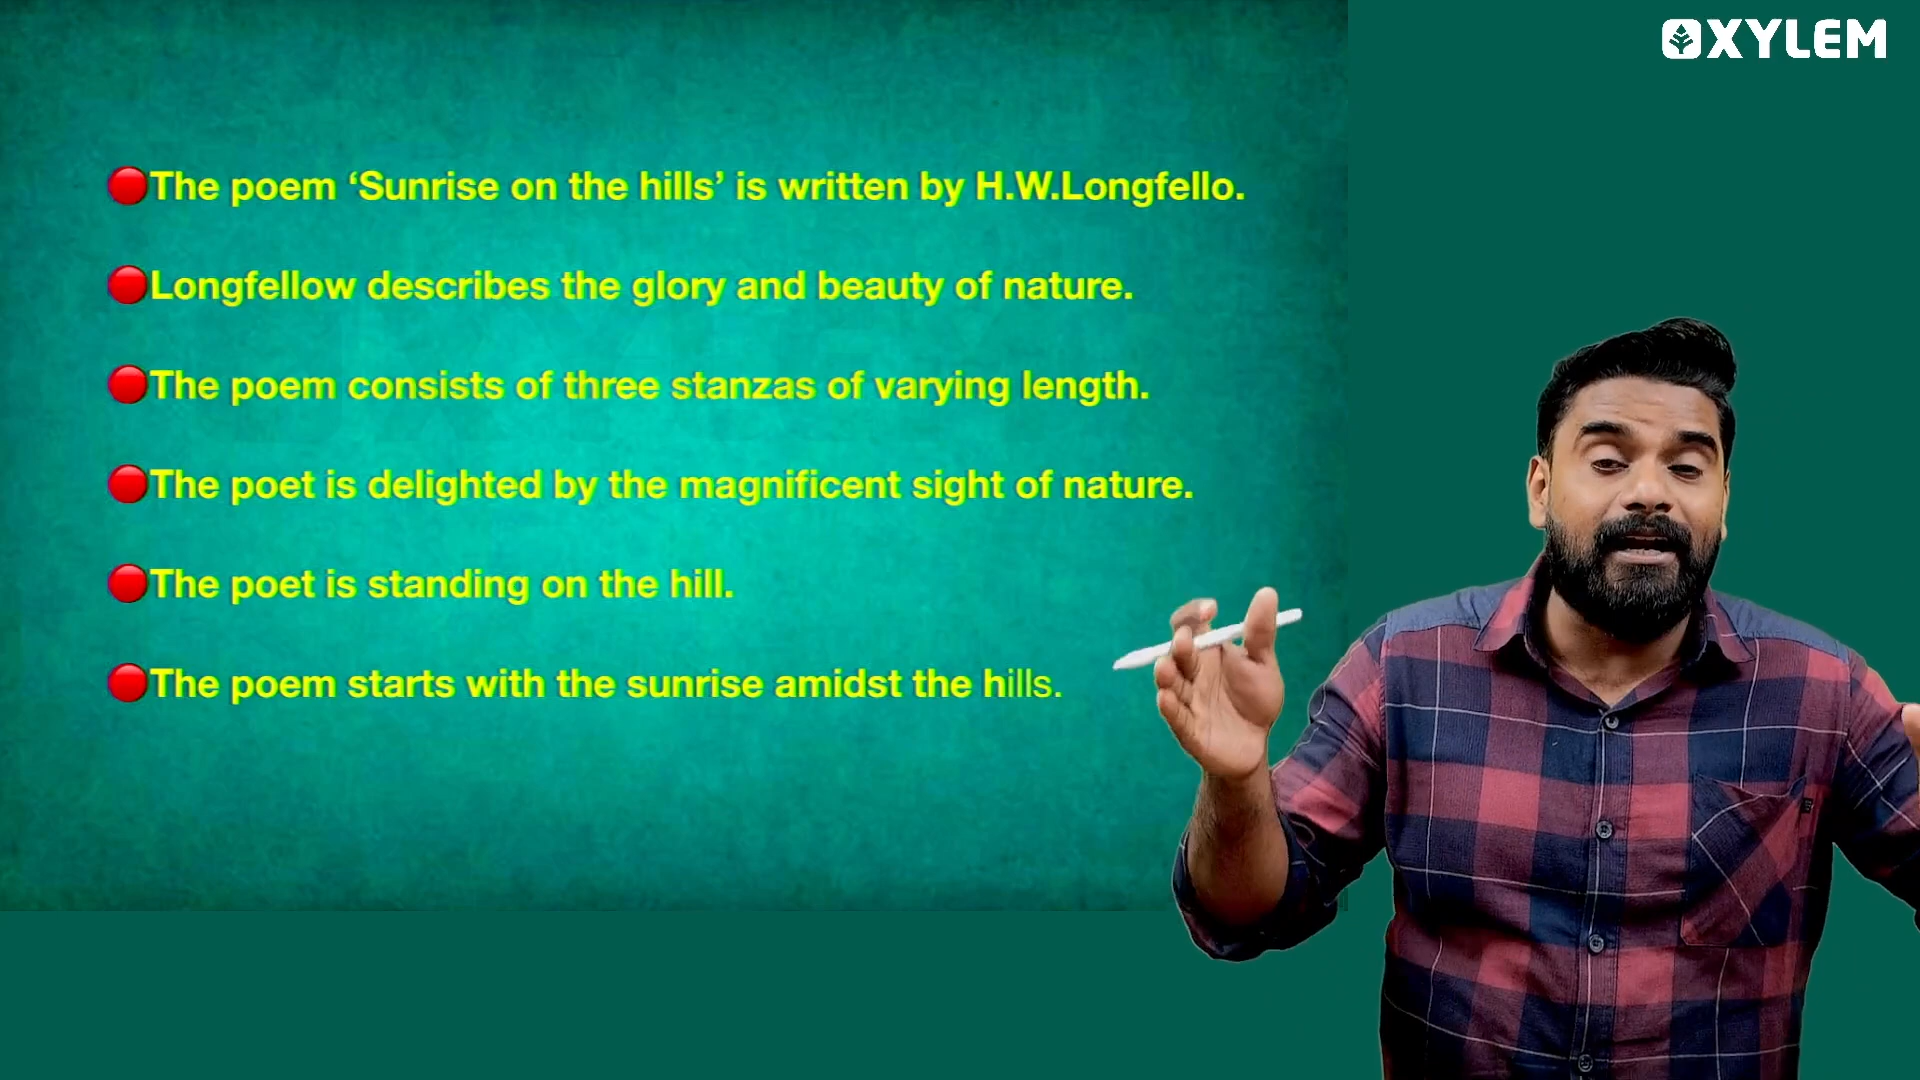 XYLEM
The poem ‘Sunrise on the hills’ is written by H.W.Longfello.
Longfellow describes the glory and beauty of nature.
The poem consists of three stanzas of varying length.
The poet is delighted by the magnificent sight of nature.
The poet is standing on the hill.
The poem starts with the sunrise amidst the hills.